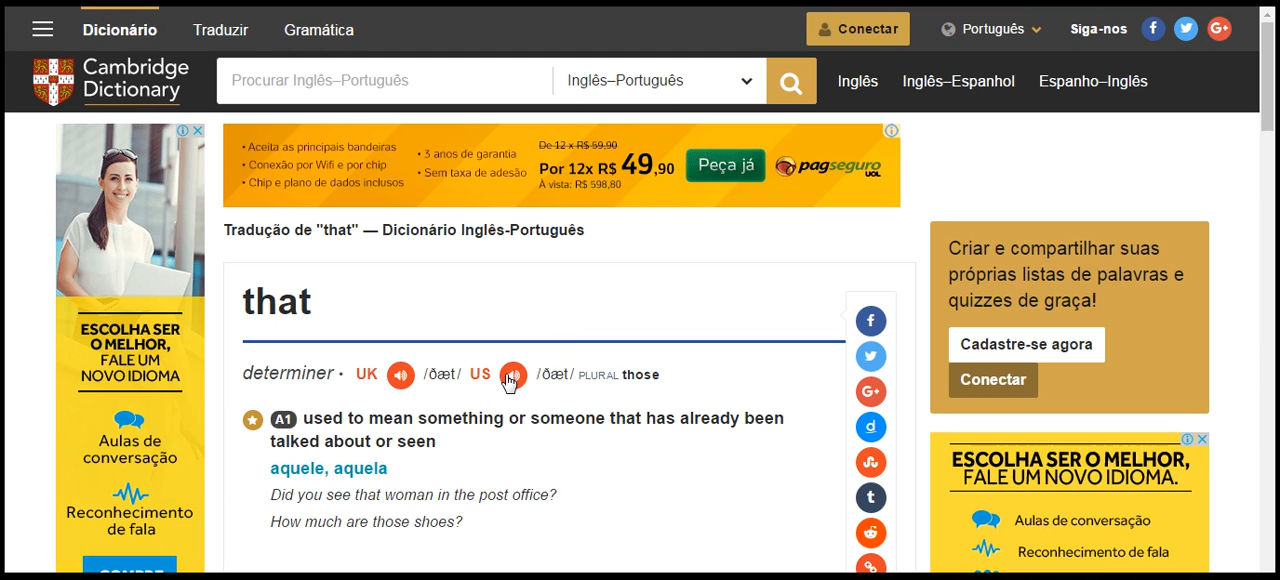 Dicionário Traduzir Gramática Conectar Português Siga-nos
Cambridge
Dictionary
Procurar Inglês–Português Inglês–Português Inglês Inglês–Espanhol Espanho–Inglês
• Aceita as principais bandeiras
• Conexão por Wifi e por chip
• Chip e plano de dados inclusos
• 3 anos de garantia
• Sem taxa de adesão
De 12 x R$ 59,90
Por 12x R$ 49,90
À vista: R$ 598,80
Peça já
pagseguro
UOL
ESCOLHA SER
O MELHOR,
FALE UM
NOVO IDIOMA
Aulas de
conversação
Reconhecimento
de fala
COMPRE
Tradução de "that" — Dicionário Inglês-Português
that
determiner • UK /ðæt/ US /ðæt/ PLURAL those
A1 used to mean something or someone that has already been
talked about or seen
aquele, aquela
Did you see that woman in the post office?
How much are those shoes?
Criar e compartilhar suas
próprias listas de palavras e
quizzes de graça!
Cadastre-se agora
Conectar
ESCOLHA SER O MELHOR,
FALE UM NOVO IDIOMA.
Aulas de conversação
Reconhecimento de fala